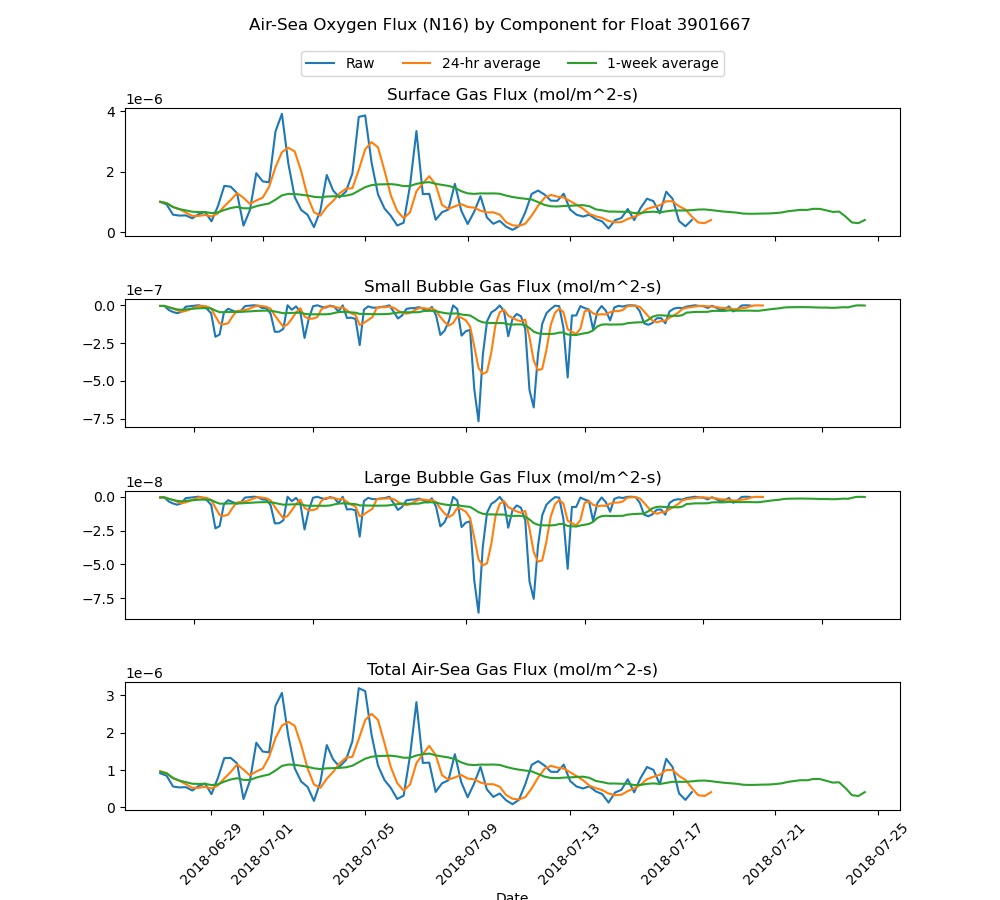 Air-Sea Oxygen Flux (N16) by Component for Float 3901667
Raw 24-hr average 1-week average
1e−6
Surface Gas Flux (mol/m^2-s)
4
2
0
1e−7
Small Bubble Gas Flux (mol/m^2-s)
0.0
−2.5
−5.0
−7.5
1e−8
Large Bubble Gas Flux (mol/m^2-s)
0.0
−2.5
−5.0
−7.5
1e−6
Total Air-Sea Gas Flux (mol/m^2-s)
3
2
1
0
2018-06-29 2018-07-01 2018-07-05 2018-07-09 2018-07-13 2018-07-17 2018-07-21 2018-07-25
Date